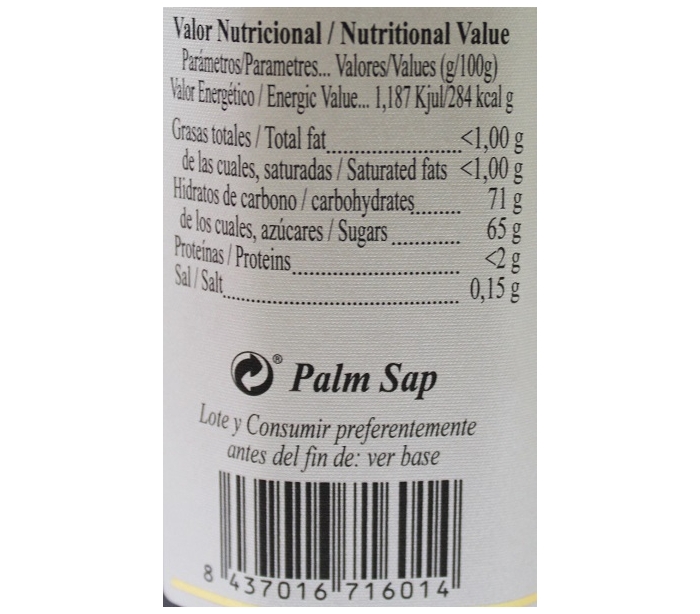 Valor Nutricional / Nutritional Value
Parámetros/Parametres... Valores/Values (g/100g)
Valor Energético / Energic Value... 1,187 Kjul/284 kcal g
Grasas totales / Total fat ................... <1,00 g
de las cuales, saturadas / Saturated fats <1,00 g
Hidratos de carbono / carbohydrates ......... 71 g
de los cuales, azúcares / Sugars ............ 65 g
Proteínas / Proteins ............................. <2 g
Sal / Salt ........................................ 0,15 g
® Palm Sap
Lote y Consumir preferentemente
antes del fin de: ver base
8 437016 716014